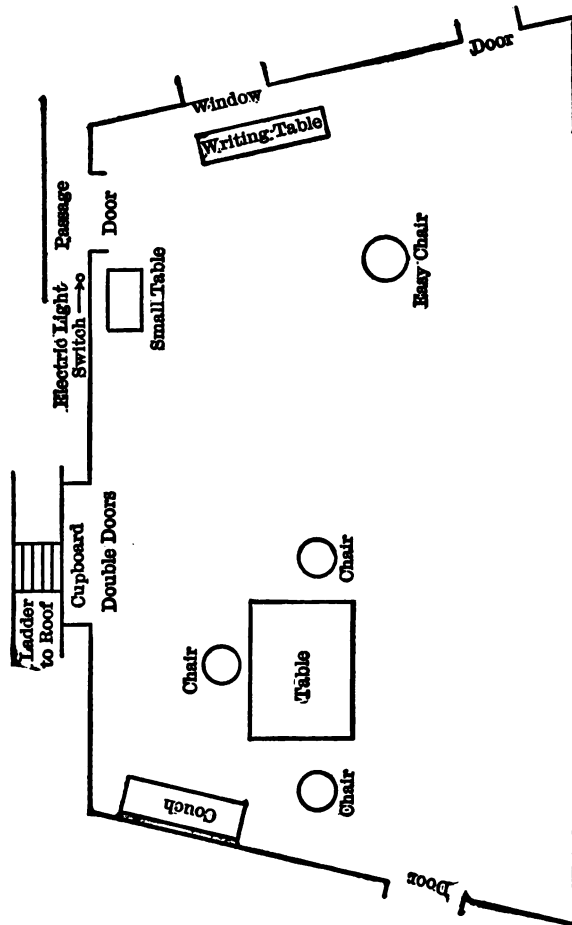 Ladder
to Roof
Cupboard
Double Doors
Electric Light
Switch
Passage
Door
Small Table
Window
Writing Table
Door
Easy Chair
Chair
Chair
Table
Chair
Couch
Door